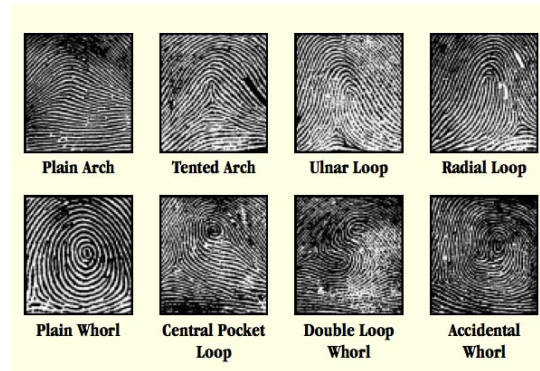 Plain Arch
Tented Arch
Ulnar Loop
Radial Loop
Plain Whorl
Central Pocket
Loop
Double Loop
Whorl
Accidental
Whorl